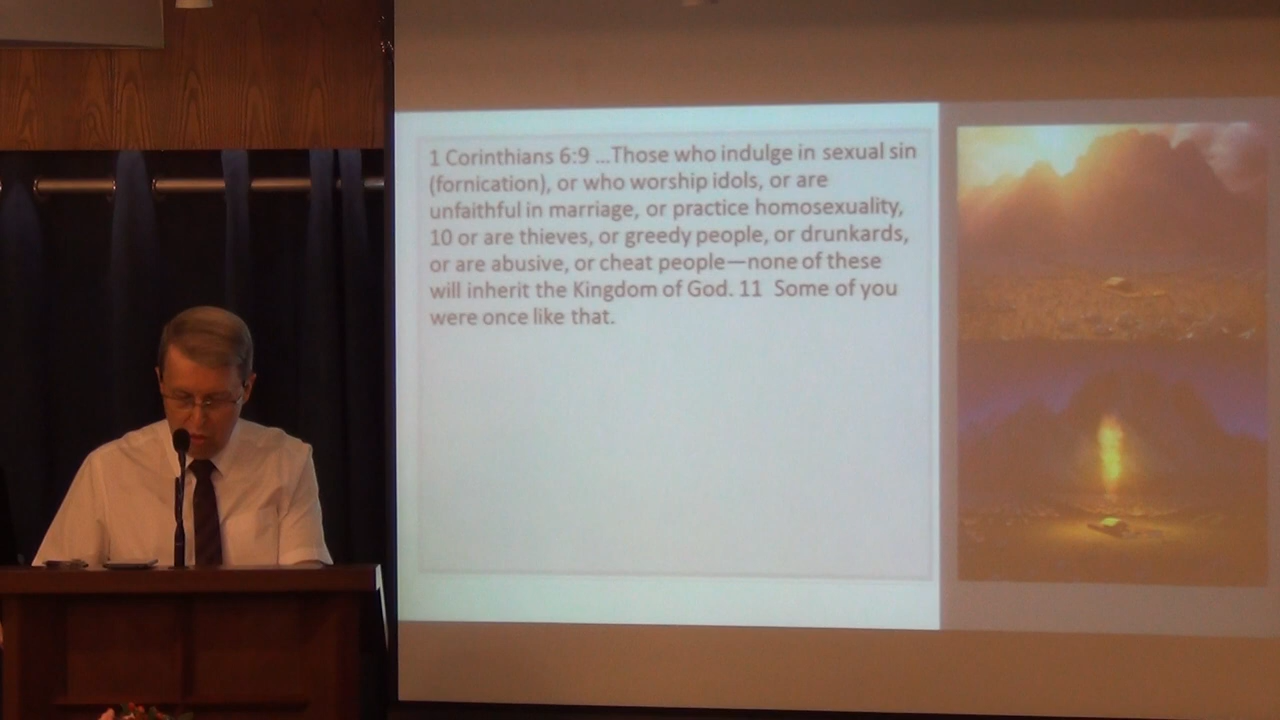 1 Corinthians 6:9 ...Those who indulge in sexual sin
(fornication), or who worship idols, or are
unfaithful in marriage, or practice homosexuality,
10 or are thieves, or greedy people, or drunkards,
or are abusive, or cheat people—none of these
will inherit the Kingdom of God. 11  Some of you
were once like that.